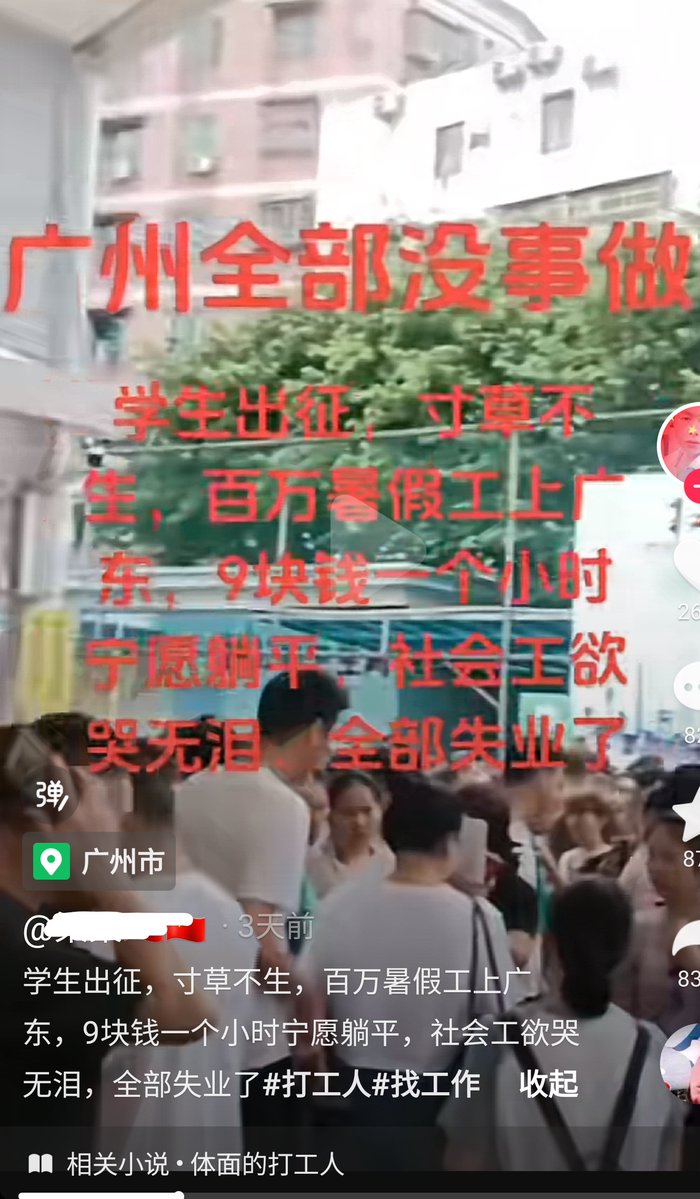 广州全部没事做
学生出征，寸草不
生，百万暑假工上广
东，9块钱一个小时
宁愿躺平，社会工欲
哭无泪，全部失业了
弹
广州市
@
· 3天前
学生出征，寸草不生，百万暑假工上广
东，9块钱一个小时宁愿躺平，社会工欲哭
无泪，全部失业了#打工人#找工作 收起
相关小说•体面的打工人